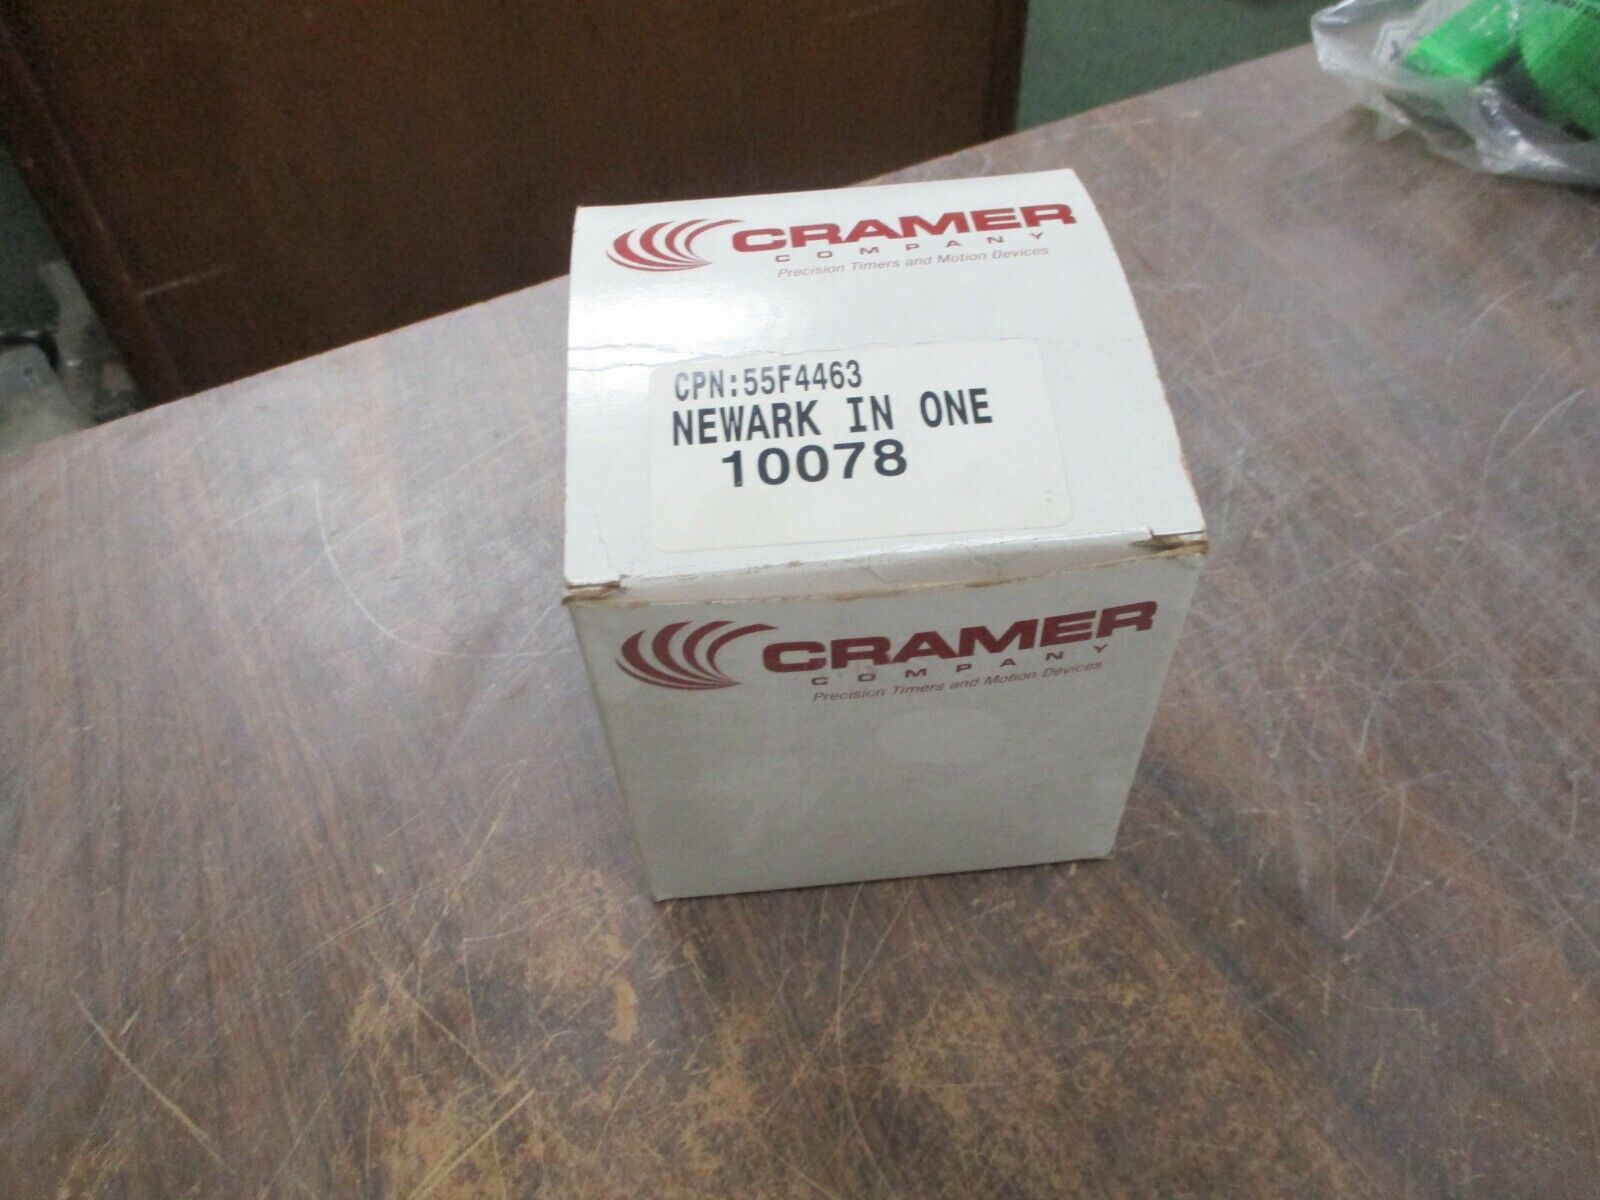 CRAMER
COMPANY
Precision Timers and Motion Devices
CPN:55F4463
NEWARK IN ONE
10078
CRAMER
COMPANY
Precision Timers and Motion Devices